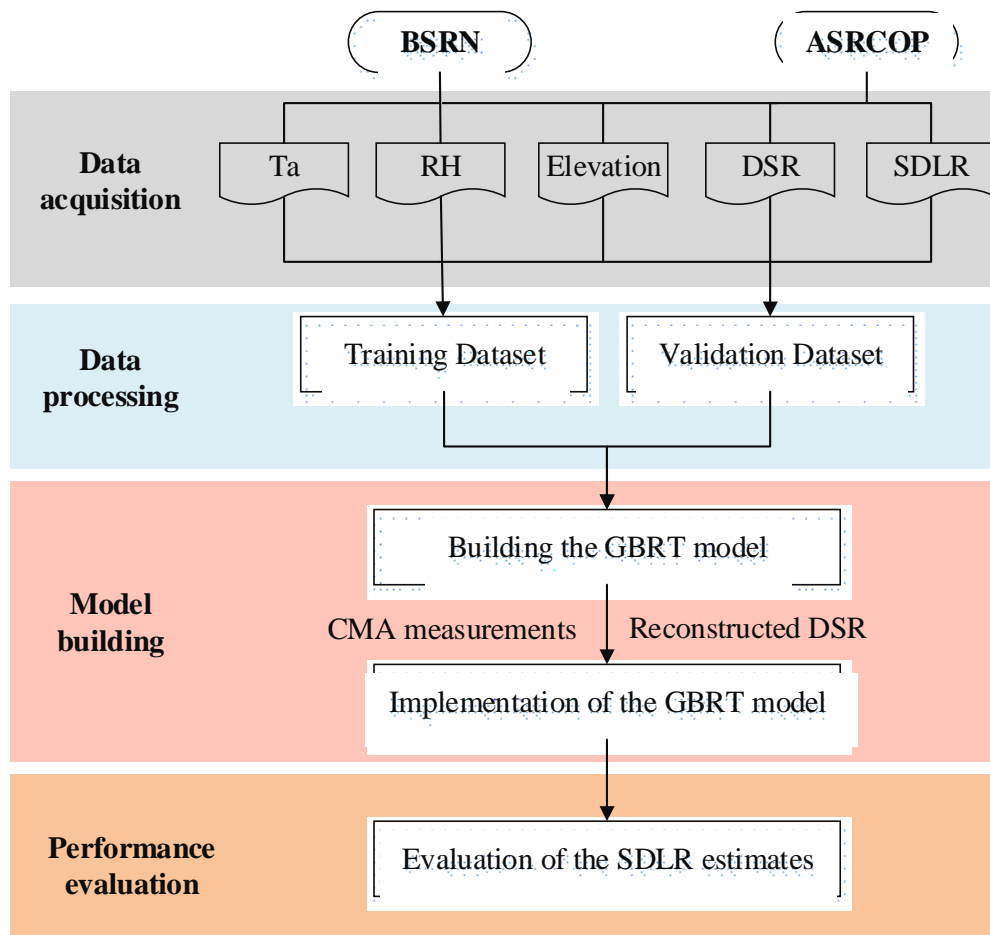 BSRN
ASRCOP
Data
acquisition
Ta
RH
Elevation
DSR
SDLR
Data
processing
Training Dataset
Validation Dataset
Model
building
Building the GBRT model
CMA measurements
Reconstructed DSR
Implementation of the GBRT model
Performance
evaluation
Evaluation of the SDLR estimates